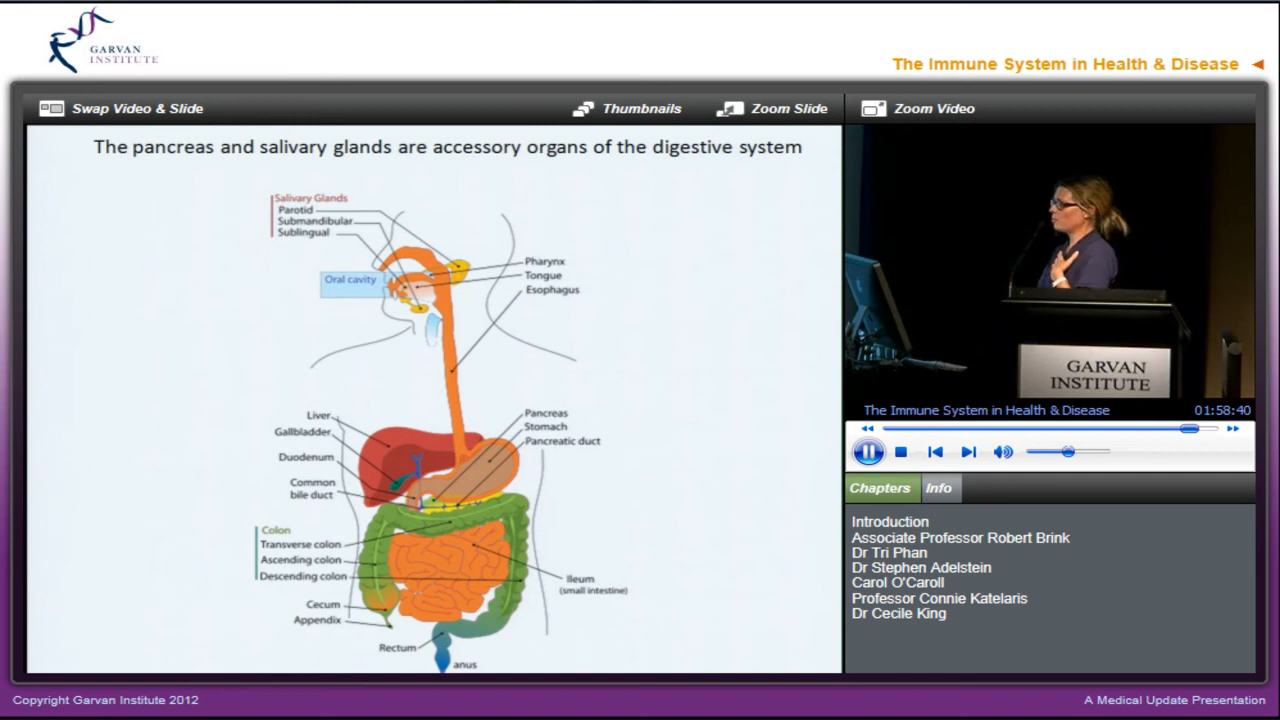 GARVAN
INSTITUTE
The Immune System in Health & Disease
Swap Video & Slide
Thumbnails
Zoom Slide
Zoom Video
The pancreas and salivary glands are accessory organs of the digestive system
Salivary Glands
Parotid
Submandibular
Sublingual
Oral cavity
Pharynx
Tongue
Esophagus
Liver
Gallbladder
Duodenum
Common
bile duct
Pancreas
Stomach
Pancreatic duct
Colon
Transverse colon
Ascending colon
Descending colon
Cecum
Appendix
Ileum
(small intestine)
Rectum
anus
GARVAN
INSTITUTE
The Immune System in Health & Disease
01:58:40
Chapters
Info
Introduction
Associate Professor Robert Brink
Dr Tri Phan
Dr Stephen Adelstein
Carol O'Caroll
Professor Connie Katelaris
Dr Cecile King
Copyright Garvan Institute 2012
A Medical Update Presentation